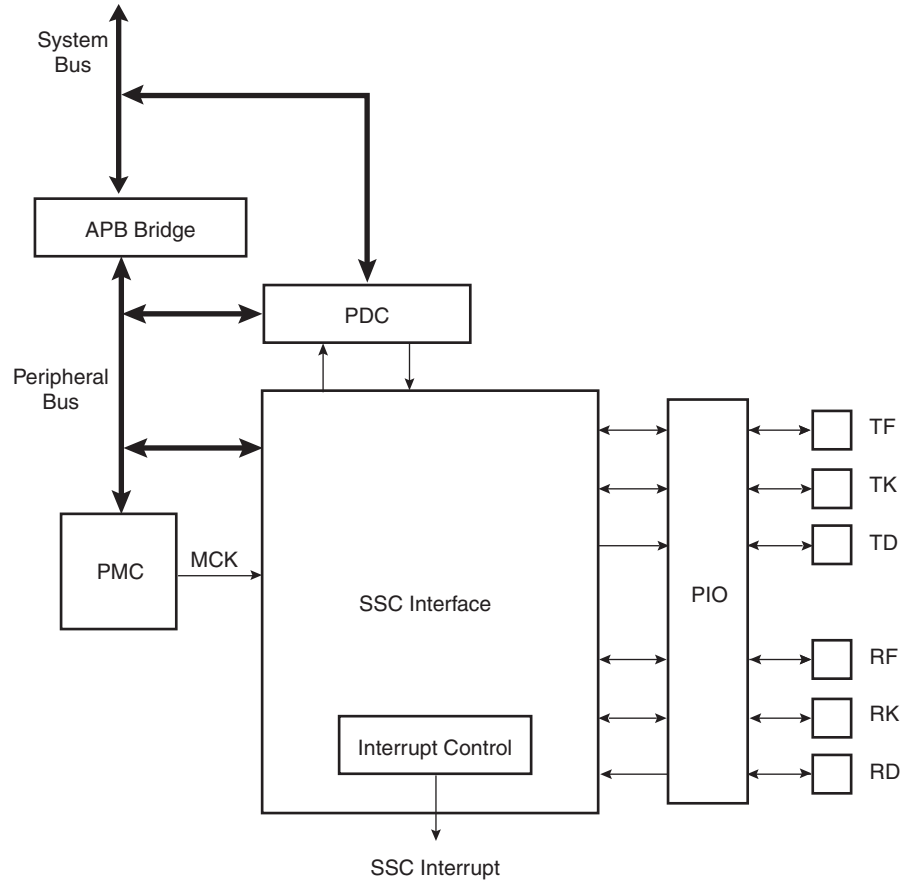 System
Bus
APB Bridge
PDC
Peripheral
Bus
PMC
MCK
SSC Interface
Interrupt Control
SSC Interrupt
PIO
TF
TK
TD
RF
RK
RD